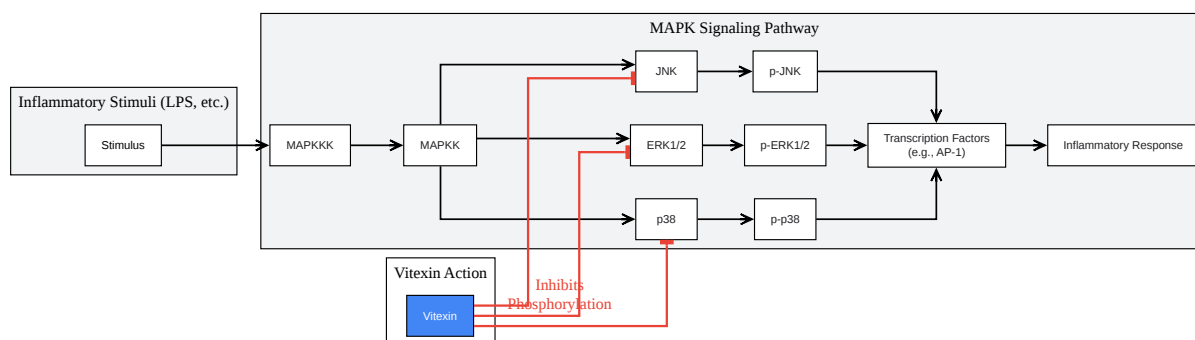 MAPK Signaling Pathway
Inflammatory Stimuli (LPS, etc.)
Stimulus
MAPKKK
MAPKK
JNK
p-JNK
ERK1/2
p-ERK1/2
p38
p-p38
Transcription Factors
(e.g., AP-1)
Inflammatory Response
Vitexin Action
Vitexin
Inhibits
Phosphorylation